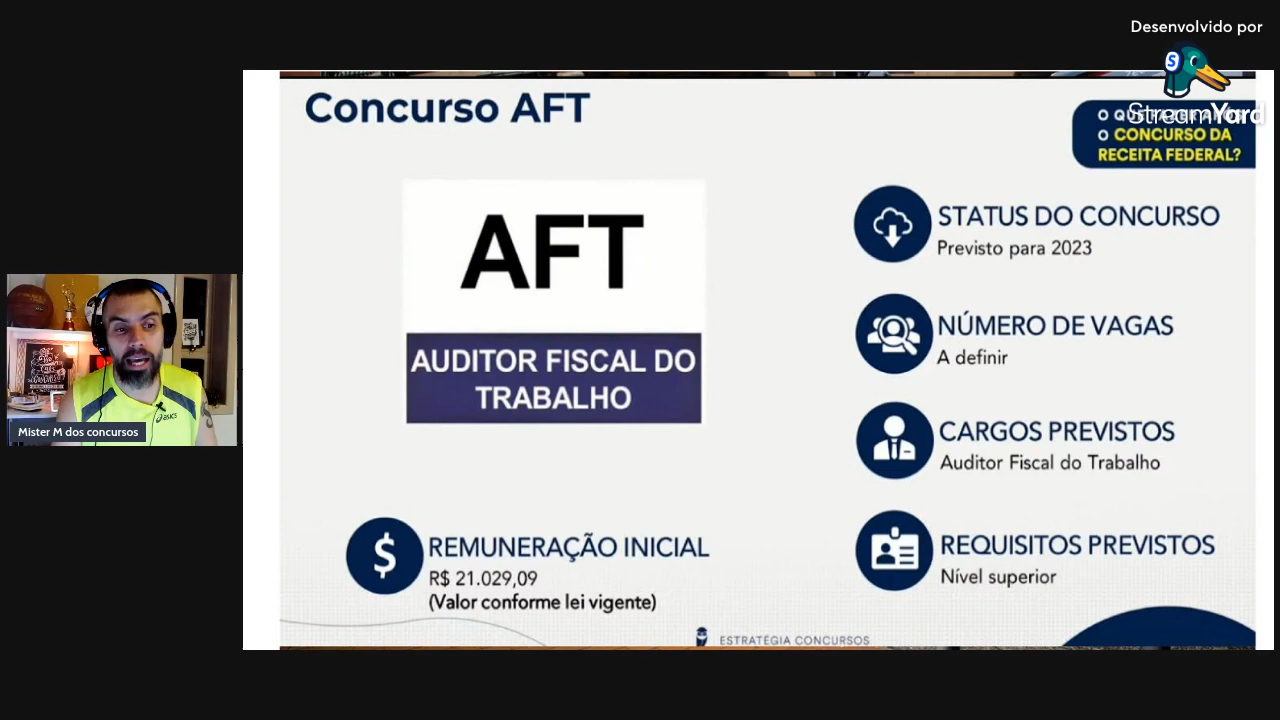 Desenvolvido por
StreamYard
Concurso AFT
O CONCURSO DA
RECEITA FEDERAL?
AFT
AUDITOR FISCAL DO
TRABALHO
STATUS DO CONCURSO
Previsto para 2023
NÚMERO DE VAGAS
A definir
CARGOS PREVISTOS
Auditor Fiscal do Trabalho
REQUISITOS PREVISTOS
Nível superior
REMUNERAÇÃO INICIAL
R$ 21.029,09
(Valor conforme lei vigente)
ESTRATÉGIA CONCURSOS
asics
Mister M dos concursos